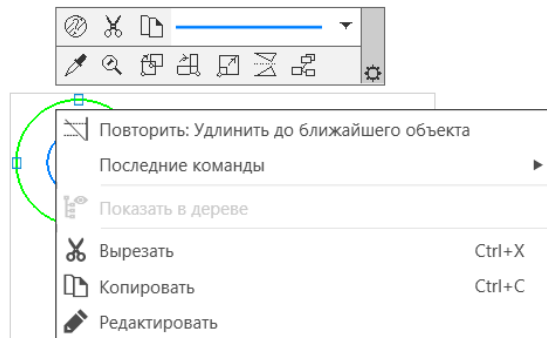 Повторить: Удлинить до ближайшего объекта
Последние команды
Показать в дереве
Вырезать Ctrl+X
Копировать Ctrl+C
Редактировать